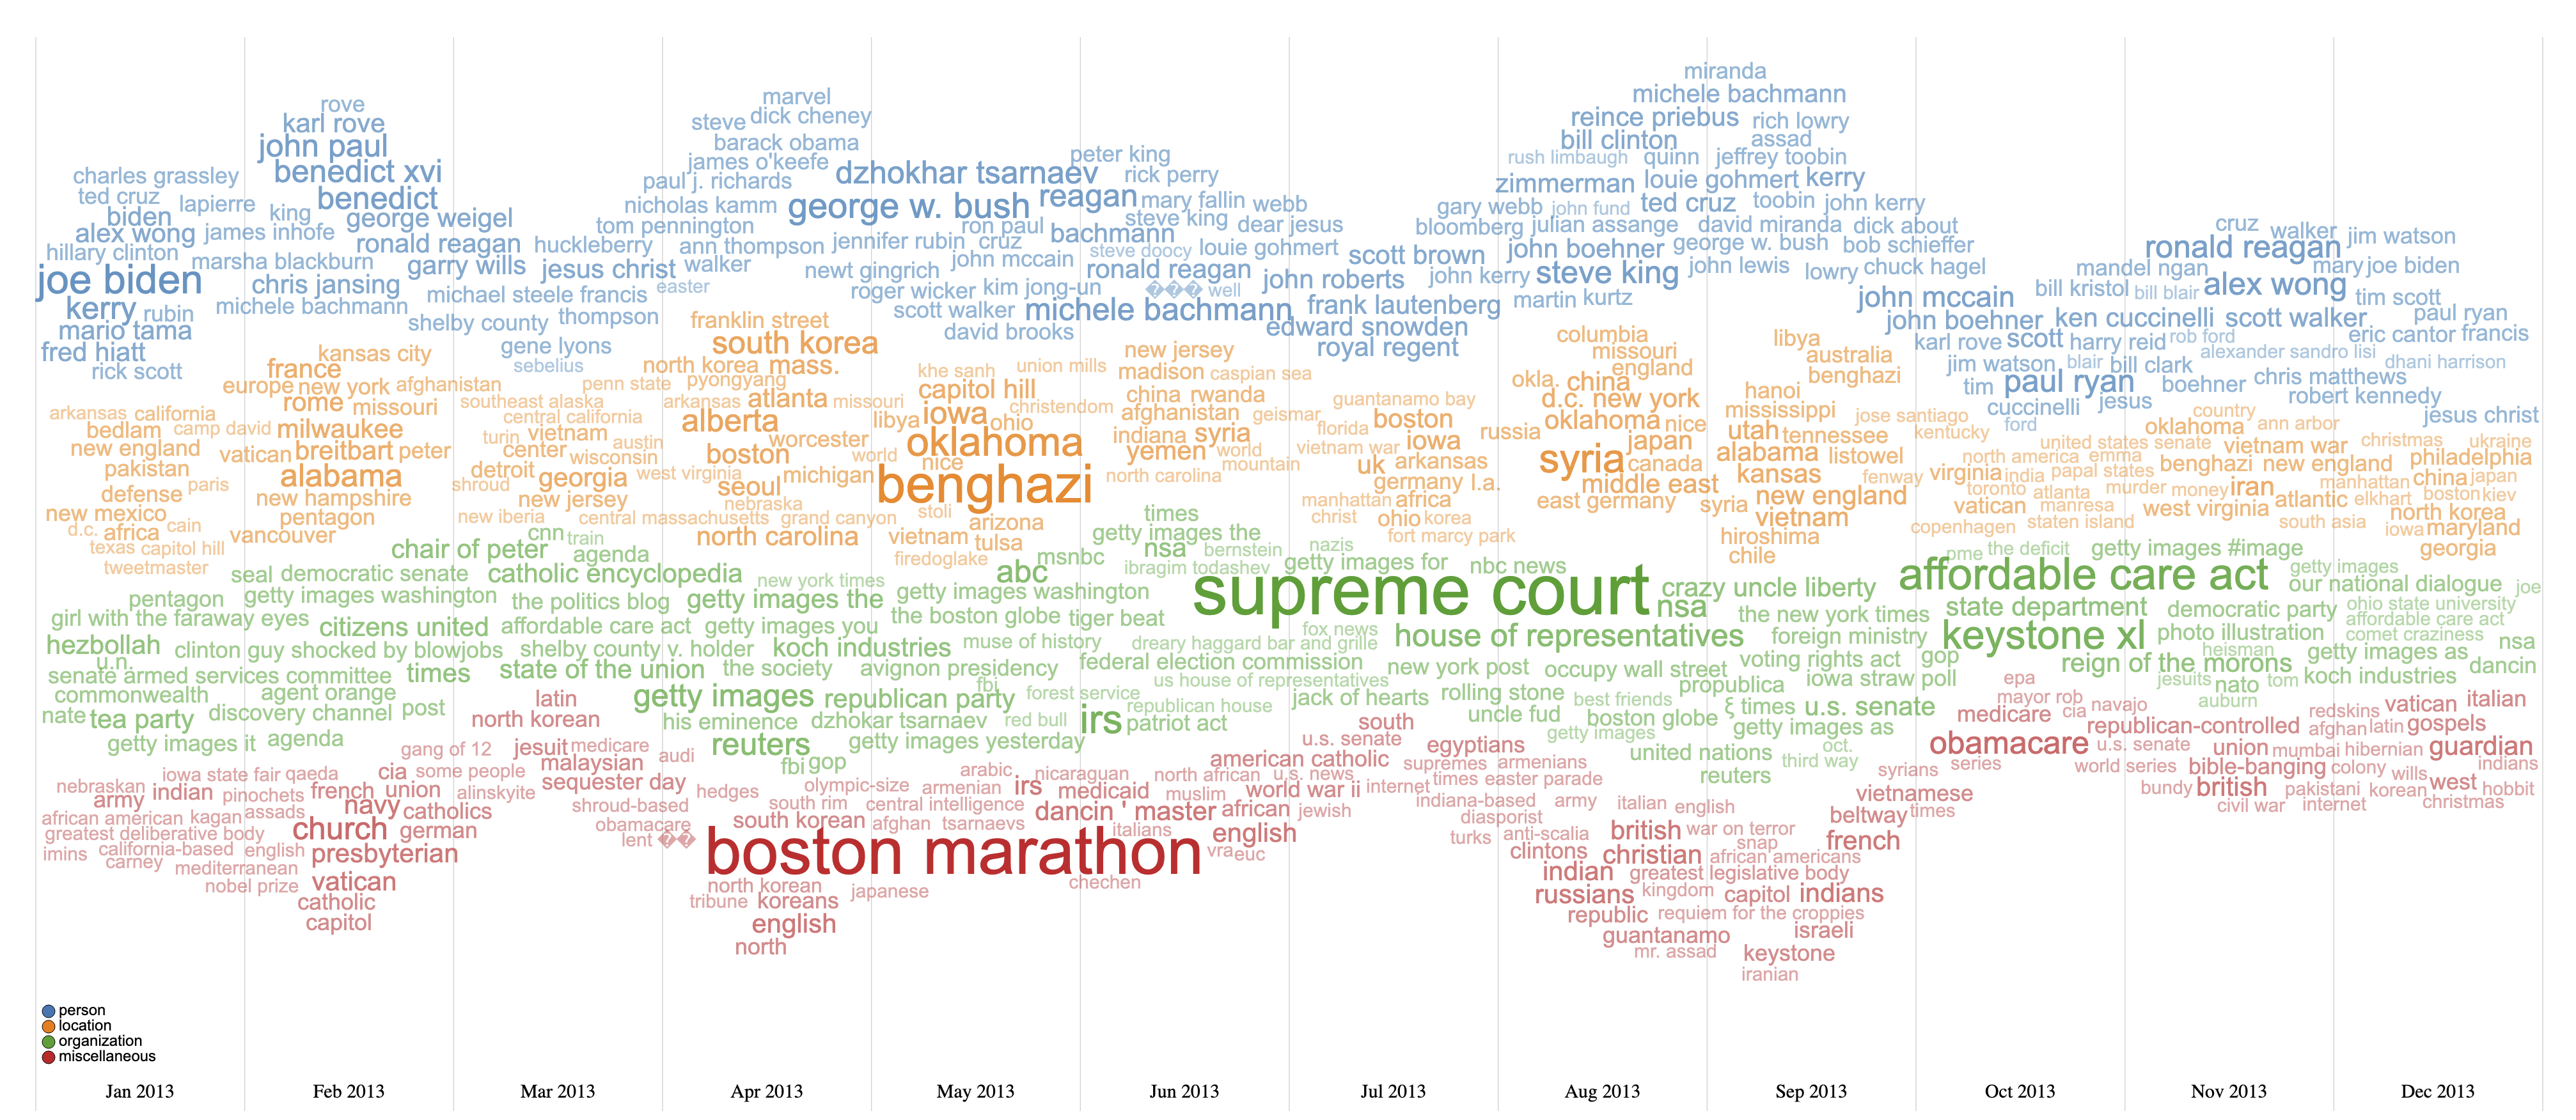 miranda
michele bachmann
marvel
rove
steve dick cheney
reince priebus rich lowry
karl rove
bill clinton assad
barack obama
john paul
peter king
rush limbaugh quinn jeffrey toobin
james o'keefe
benedict xvi
dzhokhar tsarnaev rick perry
charles grassley
paul j. richards
zimmerman louie gohmert kerry
ted cruz lapierre benedict
reagan mary fallin webb
nicholas kamm george w. bush
gary webb john fund ted cruz toobin john kerry
biden king george weigel
tom pennington ron paul steve king dear jesus
bloomberg julian assange david miranda dick about
cruz walker jim watson
alex wong james inhofe
ronald reagan huckleberry ann thompson jennifer rubin cruz bachmann
steve doocy louie gohmert scott brown john boehner george w. bush bob schieffer
ronald reagan
hillary clinton marsha blackburn garry wills jesus christ walker newt gingrich john mccain ronald reagan john roberts john kerry steve king john lewis lowry chuck hagel
mandel ngan mary joe biden
joe biden chris jansing michael steele francis easter
roger wicker kim jong-un ��� well
bill kristol bill blair alex wong tim scott
kerry rubin michele bachmann
scott walker michele bachmann frank lautenberg martin kurtz
john mccain
mario tama shelby county thompson franklin street david brooks edward snowden
john boehner ken cuccinelli scott walker paul ryan
fred hiatt gene lyons south korea royal regent
columbia libya
karl rove scott harry reid rob ford eric cantor francis
kansas city sebelius north korea mass. new jersey
missouri australia
alexander sandro lisi
rick scott france khe sanh union mills madison caspian sea
england benghazi
jim watson blair bill clark dhani harrison
europe new york afghanistan penn state pyongyang
capitol hill china rwanda
okla. china hanoi
tim paul ryan boehner chris matthews
rome missouri southeast alaska arkansas atlanta missouri
christendom afghanistan geismar guantanamo bay
d.c. new york mississippi jose santiago
cuccinelli jesus robert kennedy
arkansas california central california alberta libya iowa ohio
florida boston oklahoma nice
ford country ann arbor jesus christ
bedlam camp david milwaukee turin vietnam austin worcester
indiana syria russia japan utah tennessee kentucky
oklahoma
new england vatican breitbart peter center wisconsin boston world oklahoma yemen world vietnam war iowa
alabama listowel
united states senate vietnam war christmas ukraine
pakistan detroit west virginia michigan nice mountain uk arkansas syria canada
north america emma benghazi new england philadelphia
defense paris alabama shroud georgia seoul benghazi north carolina germany l.a. middle east kansas fenway
virginia india papal states manhattan china japan
new hampshire new jersey nebraska
manhattan africa east germany syria new england
toronto atlanta murder money iran atlantic elkhart boston kiev
new mexico pentagon new iberia central massachusetts grand canyon stoli arizona times christ ohio korea vietnam
vatican manresa west virginia north korea
d.c. africa cain vancouver cnn train north carolina vietnam tulsa getty images the fort marcy park hiroshima
copenhagen staten island south asia iowa maryland
texas capitol hill chair of peter agenda firedoglake msnbc nsa bernstein nazis chile
pme the deficit getty images #image georgia
tweetmaster seal democratic senate catholic encyclopedia new york times abc ibragim todashev getty images for nbc news
affordable care act getty images
pentagon getty images washington the politics blog getty images the getty images washington supreme court crazy uncle liberty
our national dialogue joe
girl with the faraway eyes citizens united affordable care act getty images you the boston globe tiger beat nsa the new york times
state department democratic party ohio state university
affordable care act
hezbollah clinton guy shocked by blowjobs shelby county v. holder koch industries muse of history dreary haggard bar and grille fox news house of representatives foreign ministry
keystone xl photo illustration comet craziness nsa
u.n. senate armed services committee times state of the union the society avignon presidency federal election commission new york post occupy wall street voting rights act gop
reign of the morons heisman getty images as dancin
commonwealth agent orange latin getty images republican party fbi forest service us house of representatives jack of hearts rolling stone propublica iowa straw poll
epa jesuits nato tom koch industries
nate tea party discovery channel post north korean his eminence dzhokar tsarnaev red bull irs republican house patriot act uncle fud best friends boston globe ξ times u.s. senate
mayor rob cia navajo auburn redskins vatican italian
medicare republican-controlled afghan latin gospels
getty images it agenda gang of 12 jesuit medicare reuters getty images yesterday south u.s. senate getty images getty images as
obamacare u.s. senate union mumbai hibernian guardian
malaysian audi fbi gop american catholic egyptians united nations oct. third way
series world series bible-banging colony wills indians
nebraskan iowa state fair qaeda cia some people sequester day olympic-size arabic nicaraguan north african u.s. news supremes armenians reuters syrians
army indian pinochets french union alinskyite hedges armenian irs medicaid muslim world war ii internet times easter parade vietnamese
bundy british pakistani korean west hobbit
african american kagan assads navy catholics shroud-based south rim central intelligence dancin ' master african jewish indiana-based army italian english beltway times
civil war internet christmas
greatest deliberative body church german obamacare south korean afghan tsarnaevs italians english diasporist turks anti-scalia british war on terror french
imins california-based english presbyterian lent �� boston marathon vra euc clintons christian snap african americans
carney mediterranean
nobel prize vatican north korean japanese chechen indian greatest legislative body
catholic tribune koreans russians kingdom capitol indians
capitol english republic requiem for the croppies
north guantanamo israeli
mr. assad keystone
iranian
person
location
organization
miscellaneous
Jan 2013 Feb 2013 Mar 2013 Apr 2013 May 2013 Jun 2013 Jul 2013 Aug 2013 Sep 2013 Oct 2013 Nov 2013 Dec 2013